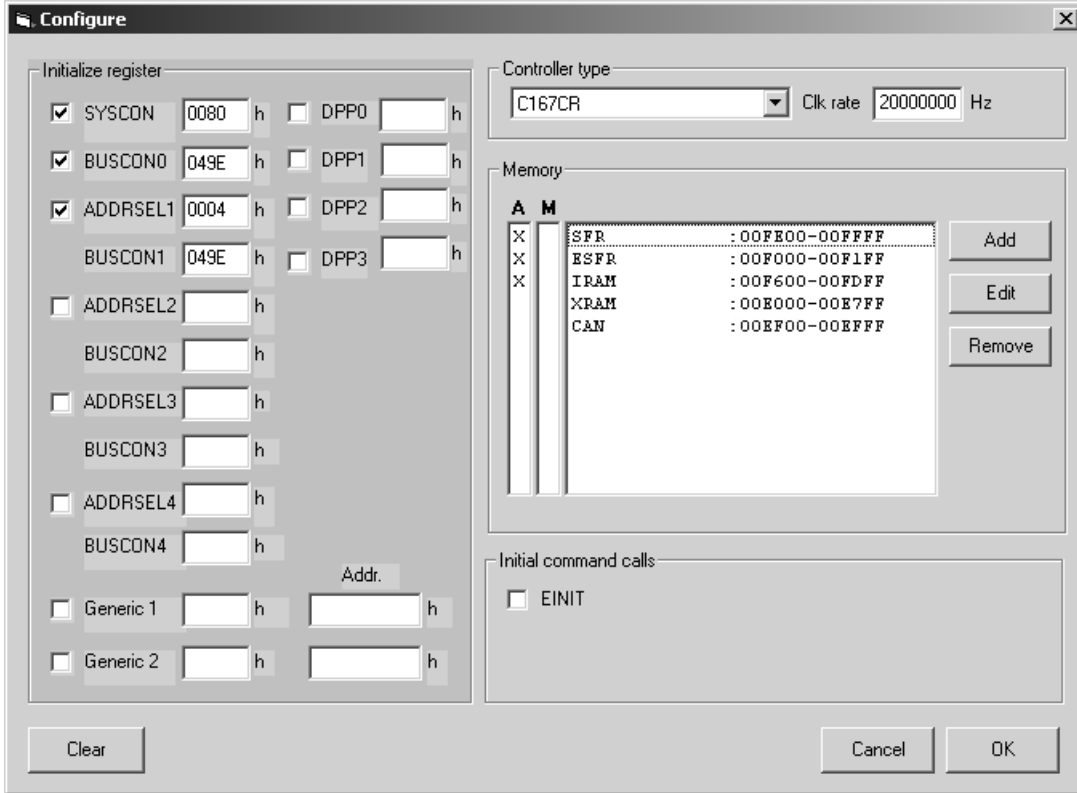 Configure
Initialize register
SYSCON 0080 h DPP0 h
BUSCON0 049E h DPP1 h
ADDRSEL1 0004 h DPP2 h
BUSCON1 049E h DPP3 h
ADDRSEL2 h
BUSCON2 h
ADDRSEL3 h
BUSCON3 h
ADDRSEL4 h
BUSCON4 h
Addr.
Generic 1 h h
Generic 2 h h
Clear
Controller type
C167CR Clk rate 20000000 Hz
Memory
A M
X SFR :00FE00-00FFFF
X ESFR :00F000-00F1FF
X IRAM :00F600-00FDFF
XRAM :00E000-00E7FF
CAN :00EF00-00EFFF
Add
Edit
Remove
Initial command calls
EINIT
Cancel OK